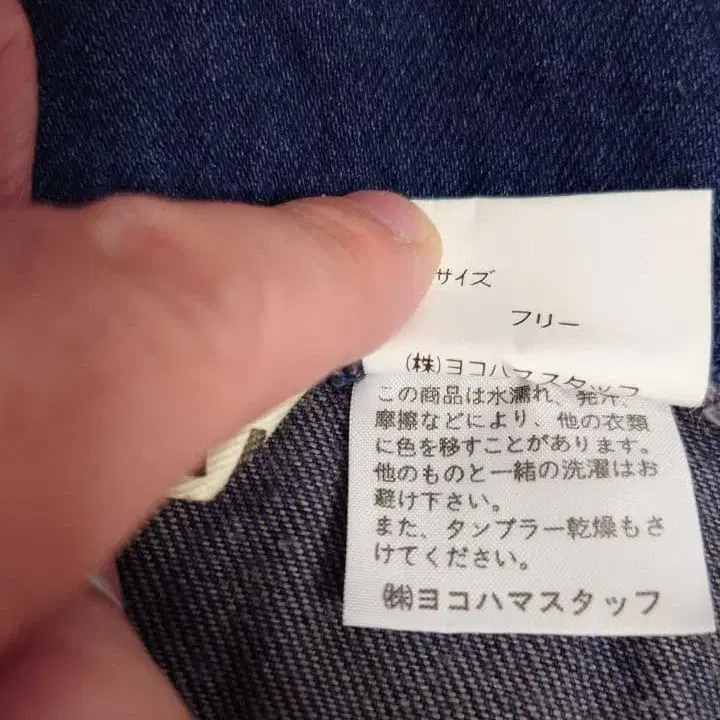 サイズ
フリー
(株)ヨコハマスタッフ
この商品は水濡れ、発汗、
摩擦などにより、他の衣類
に色を移すことがあります。
他のものと一緒の洗濯はお
避け下さい。
また、タンブラー乾燥もさ
けてください。
㈱ヨコハマスタッフ